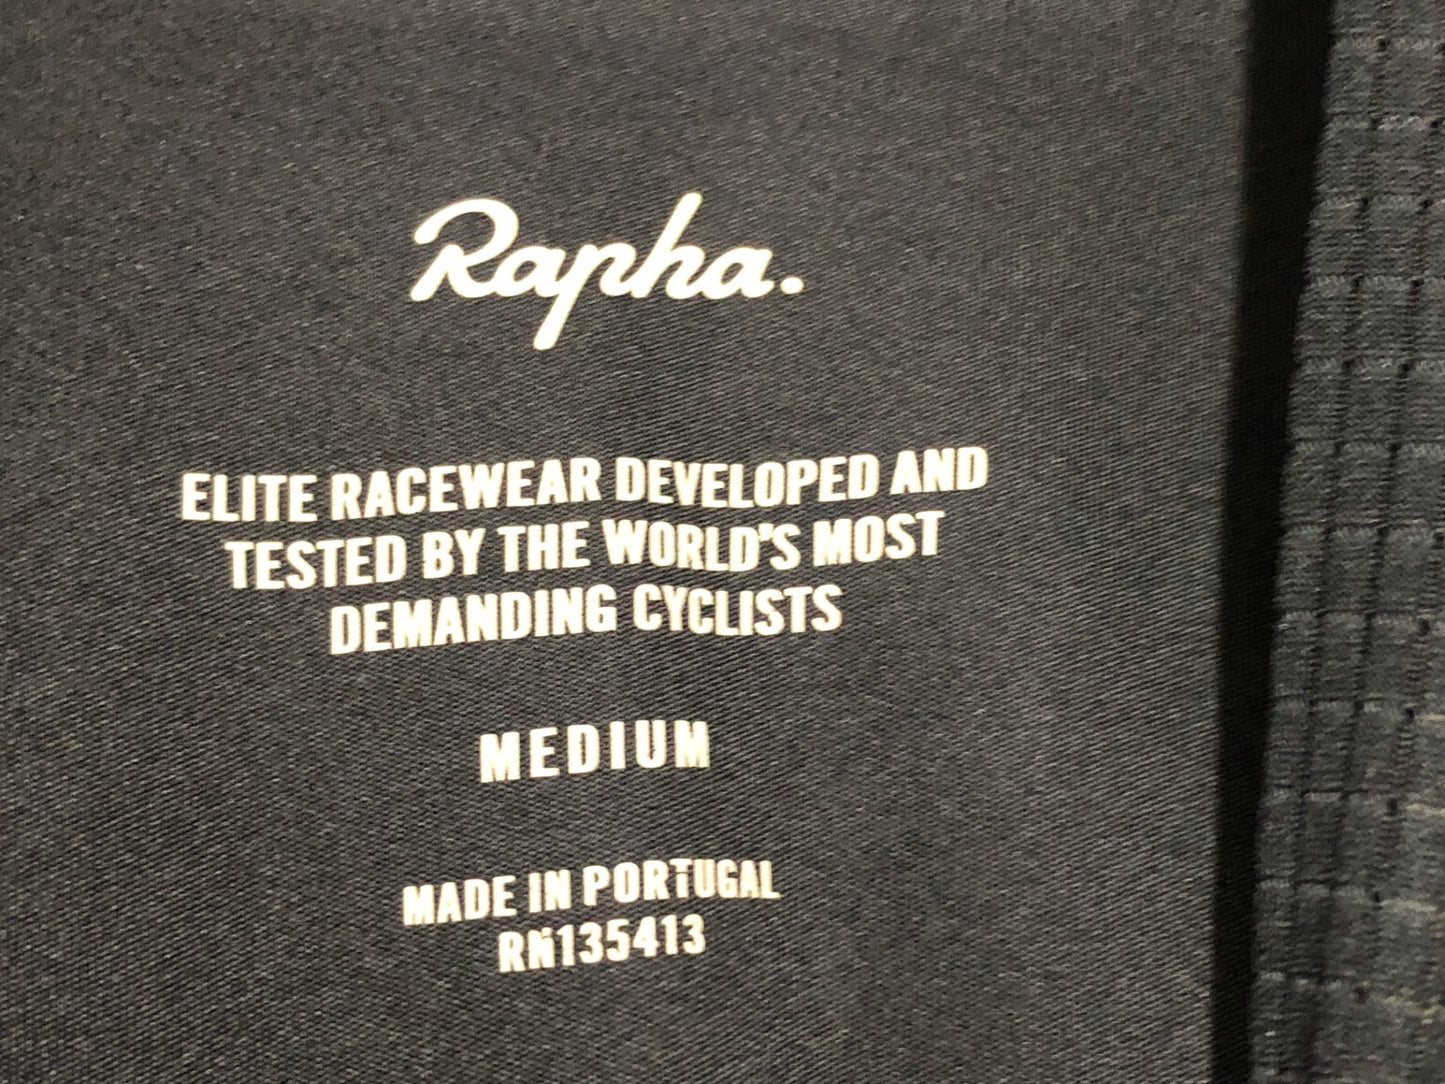 Rapha.
ELITE RACEWEAR DEVELOPED AND
TESTED BY THE WORLD'S MOST
DEMANDING CYCLISTS
MEDIUM
MADE IN PORTUGAL
RN135413